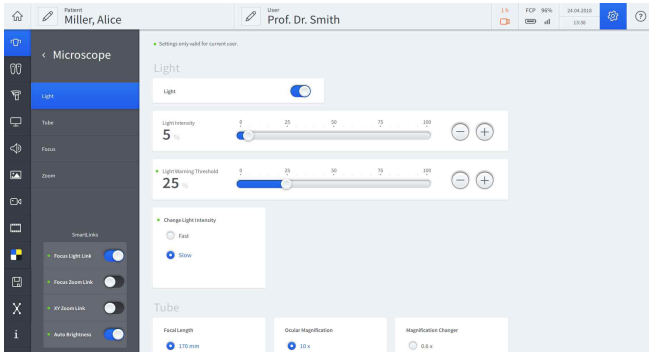 Patient
Miller, Alice
User
Prof. Dr. Smith
1 h
FCP 96%
24.04.2018
13:36
Microscope
Light
Tube
Focus
Zoom
SmartLinks
Focus Light Link
Focus Zoom Link
XY Zoom Link
Auto Brightness
Settings only valid for current user.
Light
Light
Light Intensity
5 %
0 25 50 75 100
Light Warning Threshold
25 %
0 25 50 75 100
Change Light Intensity
Fast
Slow
Tube
Focal Length
170 mm
Ocular Magnification
10 x
Magnification Changer
0.6 x